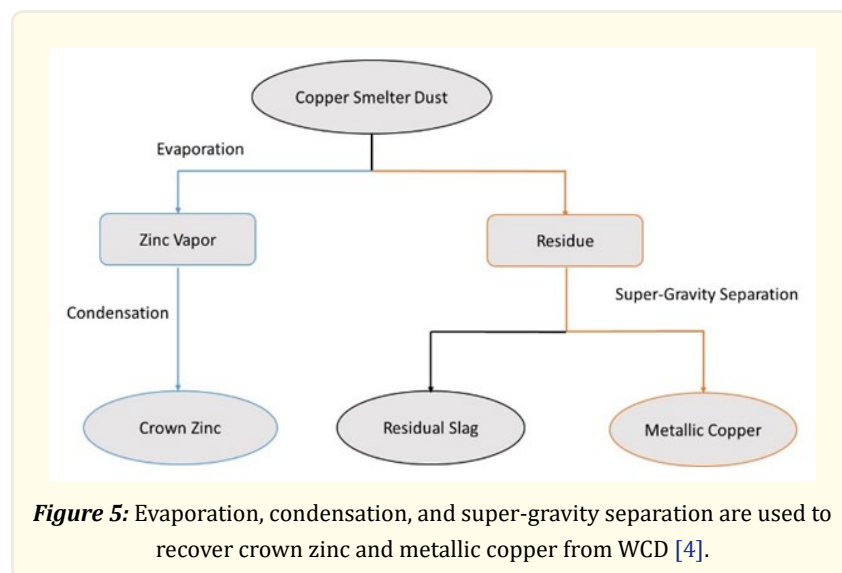 Copper Smelter Dust
Evaporation
Zinc Vapor
Residue
Super-Gravity Separation
Condensation
Crown Zinc
Residual Slag
Metallic Copper
Figure 5: Evaporation, condensation, and super-gravity separation are used to
recover crown zinc and metallic copper from WCD [4].